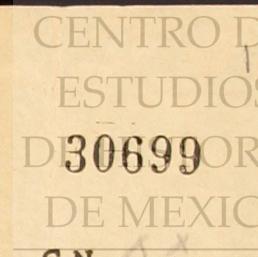 CENTRO D
ESTUDIOS
30699
DE MEXIC